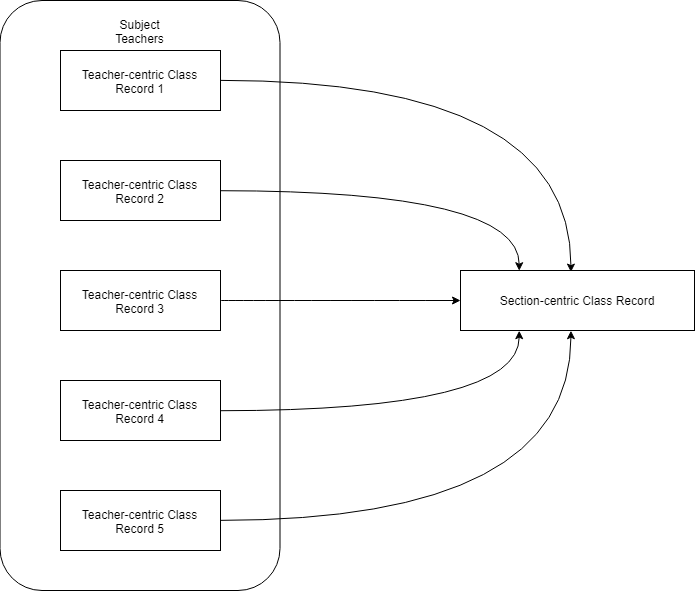 Subject
Teachers
Teacher-centric Class
Record 1
Teacher-centric Class
Record 2
Teacher-centric Class
Record 3
Section-centric Class Record
Teacher-centric Class
Record 4
Teacher-centric Class
Record 5